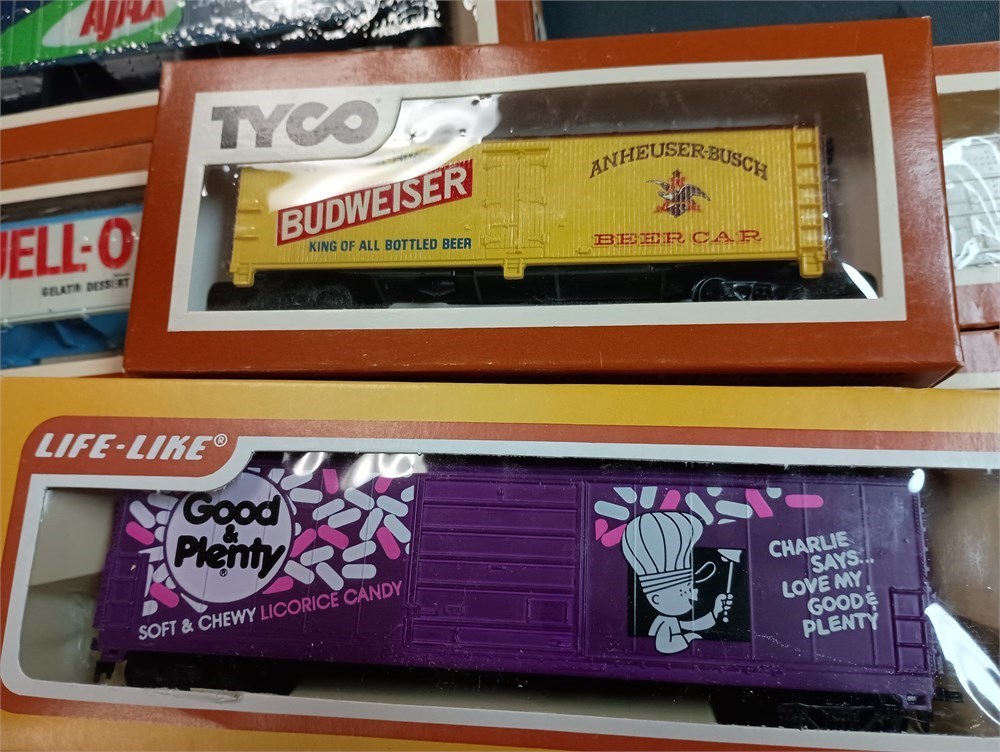 AJAX
TYCO
BUDWEISER
KING OF ALL BOTTLED BEER
ANHEUSER-BUSCH
BEER CAR
JELL-O
GELATIN DESSERT
LIFE-LIKE®
Good
&
Plenty
®
SOFT & CHEWY LICORICE CANDY
CHARLIE
SAYS...
LOVE MY
GOOD &
PLENTY